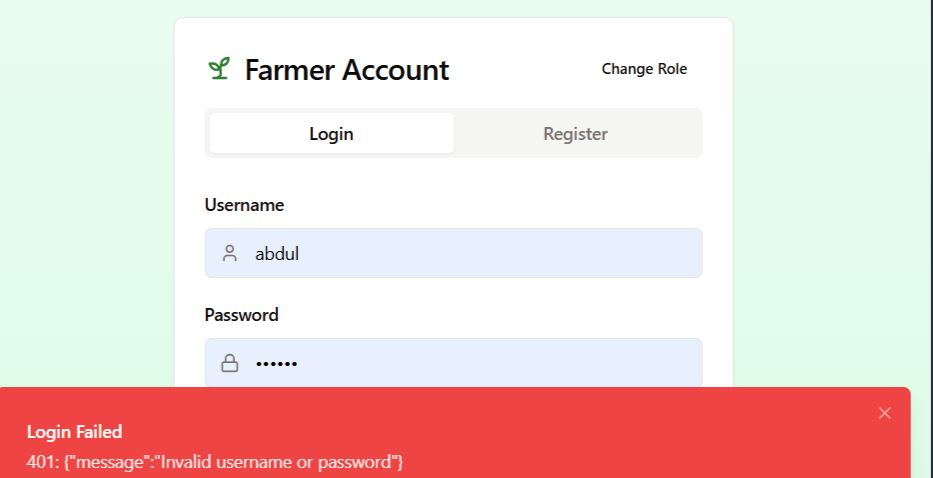 Farmer Account
Change Role
Login
Register
Username
abdul
Password
••••••
Login Failed
401: {"message":"Invalid username or password"}